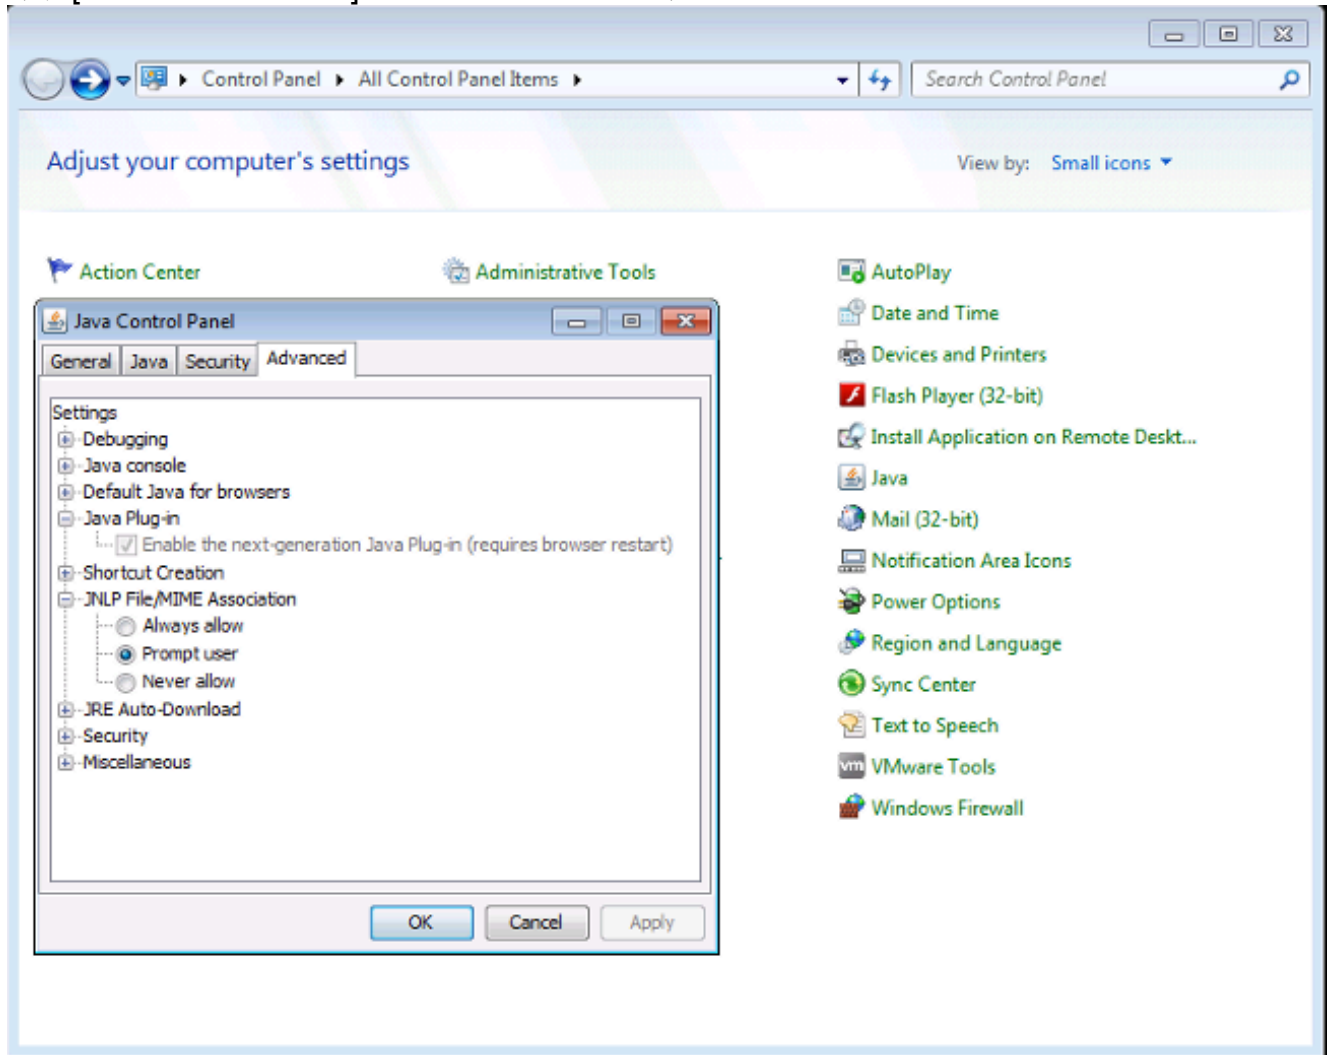 Control Panel All Control Panel Items Search Control Panel
Adjust your computer's settings View by: Small icons
Action Center Administrative Tools AutoPlay
Java Control Panel
General Java Security Advanced
Settings
Debugging
Java console
Default Java for browsers
Java Plug-in
Enable the next-generation Java Plug-in (requires browser restart)
Shortcut Creation
JNLP File/MIME Association
Always allow
Prompt user
Never allow
JRE Auto-Download
Security
Miscellaneous
OK Cancel Apply
Date and Time
Devices and Printers
Flash Player (32-bit)
Install Application on Remote Deskt...
Java
Mail (32-bit)
Notification Area Icons
Power Options
Region and Language
Sync Center
Text to Speech
vm VMware Tools
Windows Firewall